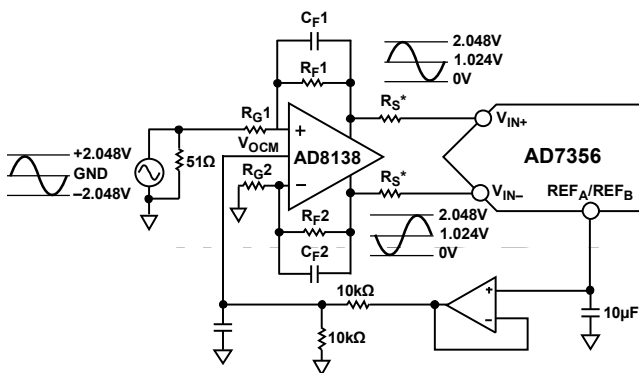 CF1
2.048V
1.024V
0V
RF1
RG1
RS*
VIN+
+2.048V
GND
–2.048V
51Ω
VOCM
+
AD8138
–
AD7356
RG2
RS*
VIN–
REFA/REFB
RF2
CF2
2.048V
1.024V
0V
10kΩ
+
–
10kΩ
10µF